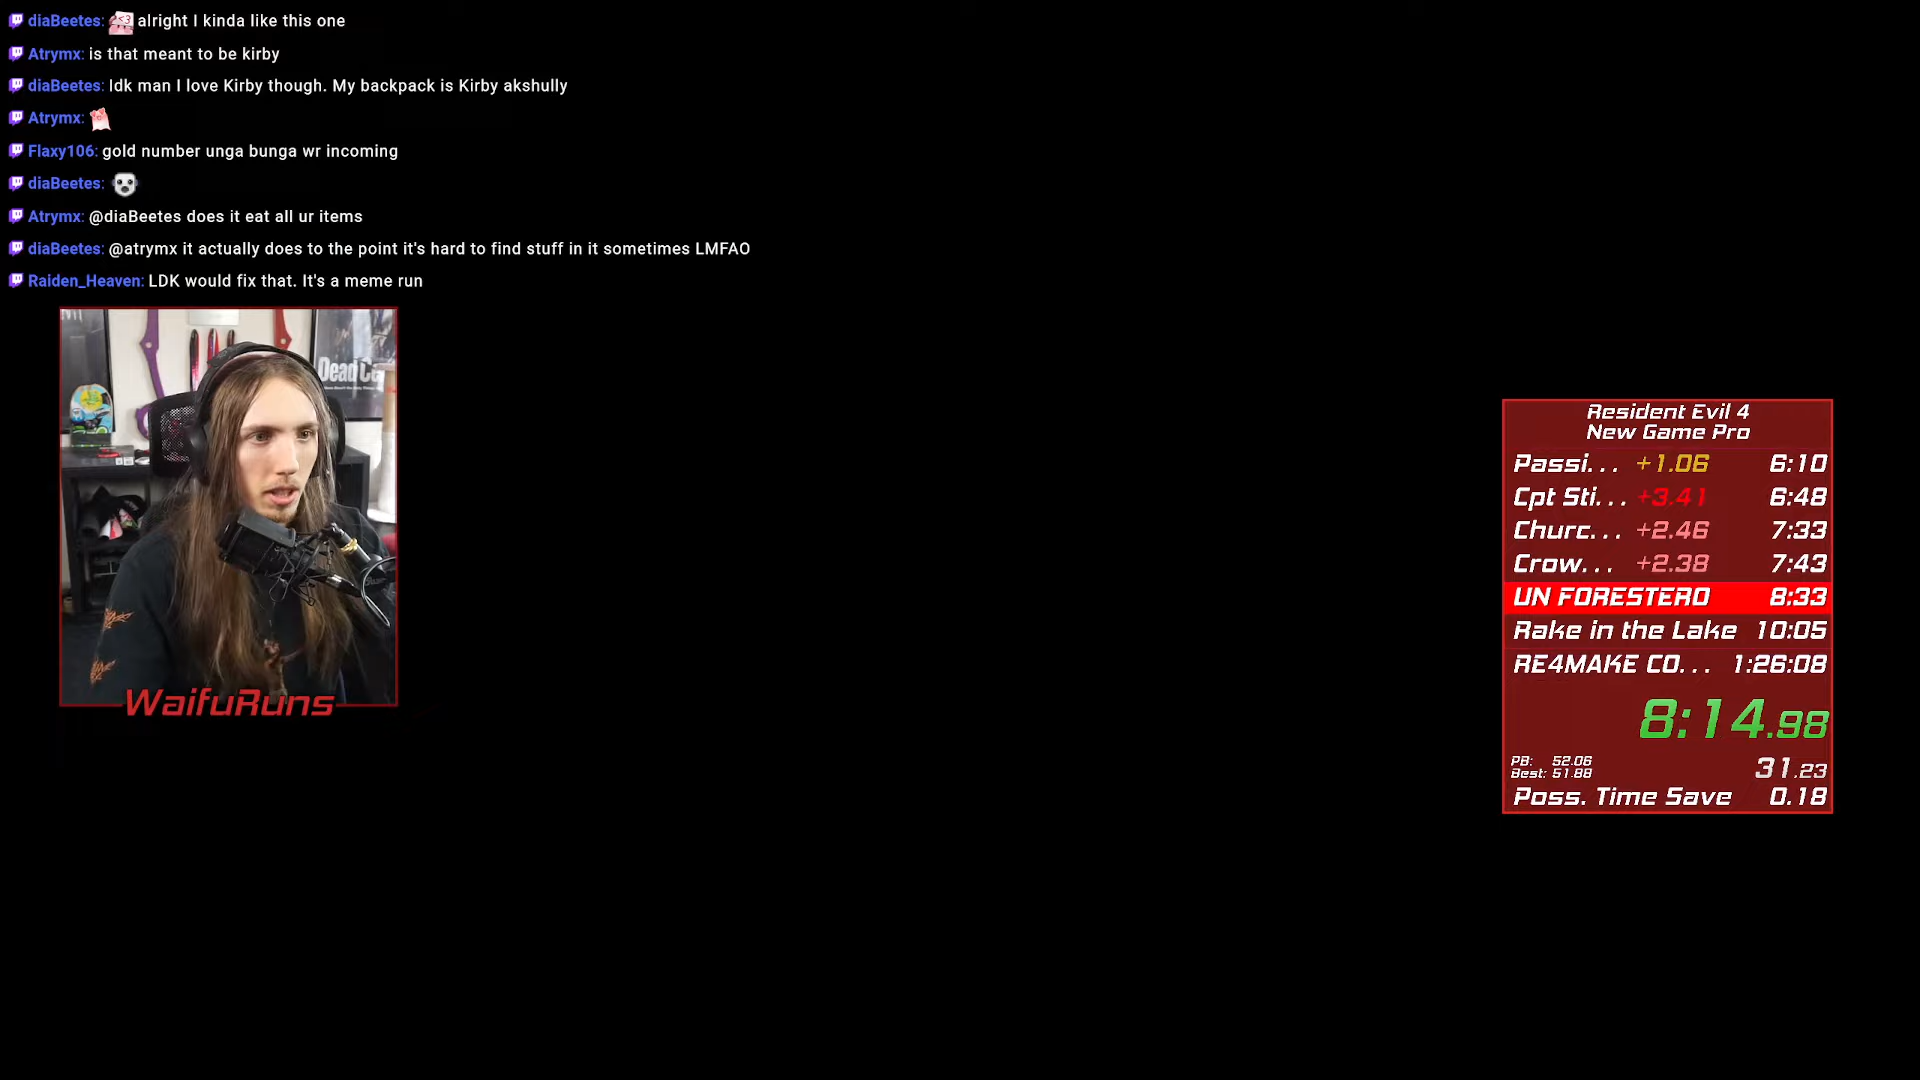 diaBeetes: alright I kinda like this one
Atrymx: is that meant to be kirby
diaBeetes: Idk man I love Kirby though. My backpack is Kirby akshully
Atrymx:
Flaxy106: gold number unga bunga wr incoming
diaBeetes:
Atrymx: @diaBeetes does it eat all ur items
diaBeetes: @atrymx it actually does to the point it's hard to find stuff in it sometimes LMFAO
Raiden_Heaven: LDK would fix that. It's a meme run
Dead Ce
WaifuRuns
Resident Evil 4
New Game Pro
Passi... +1.06 6:10
Cpt Sti... +3.41 6:48
Churc... +2.46 7:33
Crow... +2.38 7:43
UN FORESTERO 8:33
Rake in the Lake 10:05
RE4MAKE CO... 1:26:08
8:14.98
PB: 52.06
Best: 51.88
31.23
Poss. Time Save 0.18